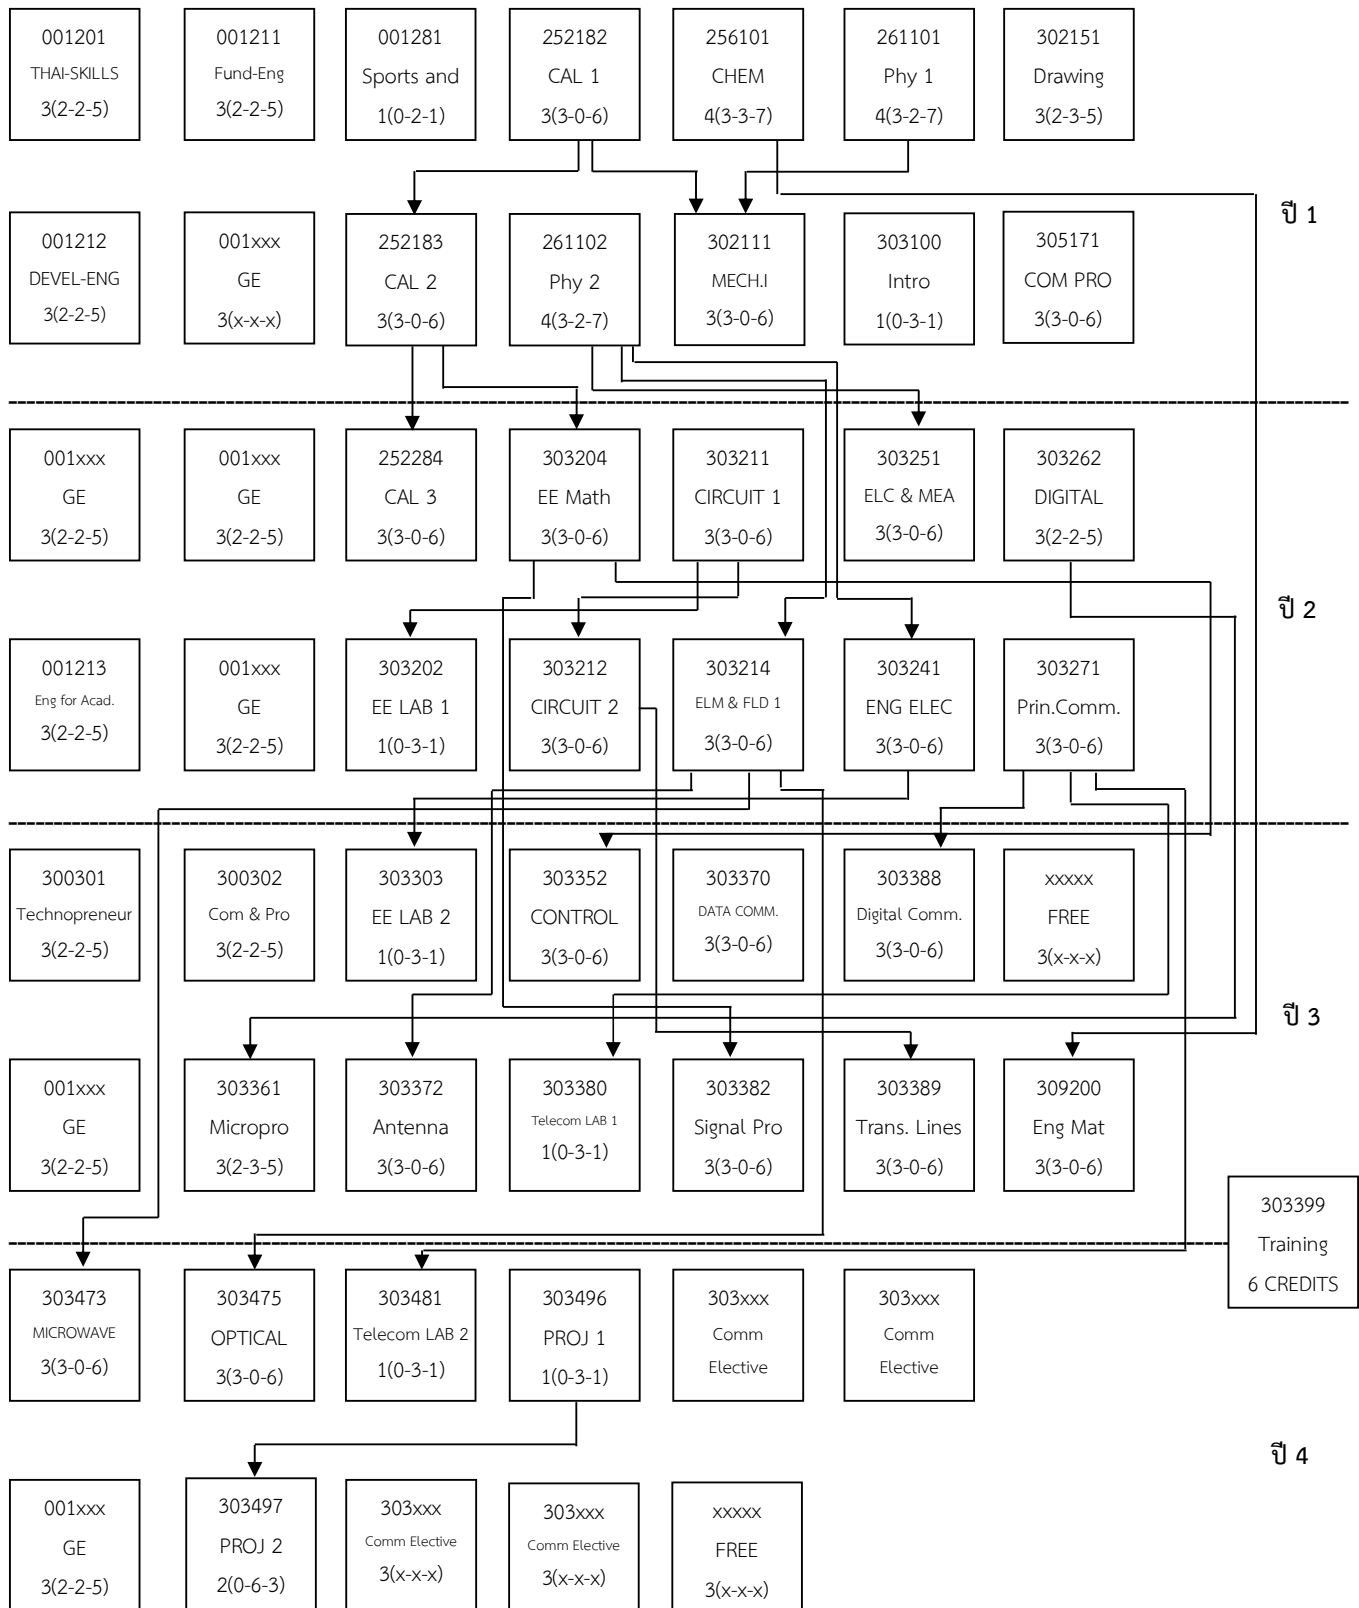 001201
THAI-SKILLS
3(2-2-5)
001211
Fund-Eng
3(2-2-5)
001281
Sports and
1(0-2-1)
252182
CAL 1
3(3-0-6)
256101
CHEM
4(3-3-7)
261101
Phy 1
4(3-2-7)
302151
Drawing
3(2-3-5)
ปี 1
001212
DEVEL-ENG
3(2-2-5)
001xxx
GE
3(x-x-x)
252183
CAL 2
3(3-0-6)
261102
Phy 2
4(3-2-7)
302111
MECH.I
3(3-0-6)
303100
Intro
1(0-3-1)
305171
COM PRO
3(3-0-6)
001xxx
GE
3(2-2-5)
001xxx
GE
3(2-2-5)
252284
CAL 3
3(3-0-6)
303204
EE Math
3(3-0-6)
303211
CIRCUIT 1
3(3-0-6)
303251
ELC & MEA
3(3-0-6)
303262
DIGITAL
3(2-2-5)
ปี 2
001213
Eng for Acad.
3(2-2-5)
001xxx
GE
3(2-2-5)
303202
EE LAB 1
1(0-3-1)
303212
CIRCUIT 2
3(3-0-6)
303214
ELM & FLD 1
3(3-0-6)
303241
ENG ELEC
3(3-0-6)
303271
Prin.Comm.
3(3-0-6)
300301
Technopreneur
3(2-2-5)
300302
Com & Pro
3(2-2-5)
303303
EE LAB 2
1(0-3-1)
303352
CONTROL
3(3-0-6)
303370
DATA COMM.
3(3-0-6)
303388
Digital Comm.
3(3-0-6)
xxxxx
FREE
3(x-x-x)
ปี 3
001xxx
GE
3(2-2-5)
303361
Micropro
3(2-3-5)
303372
Antenna
3(3-0-6)
303380
Telecom LAB 1
1(0-3-1)
303382
Signal Pro
3(3-0-6)
303389
Trans. Lines
3(3-0-6)
309200
Eng Mat
3(3-0-6)
303399
Training
6 CREDITS
303473
MICROWAVE
3(3-0-6)
303475
OPTICAL
3(3-0-6)
303481
Telecom LAB 2
1(0-3-1)
303496
PROJ 1
1(0-3-1)
303xxx
Comm
Elective
303xxx
Comm
Elective
ปี 4
001xxx
GE
3(2-2-5)
303497
PROJ 2
2(0-6-3)
303xxx
Comm Elective
3(x-x-x)
303xxx
Comm Elective
3(x-x-x)
xxxxx
FREE
3(x-x-x)